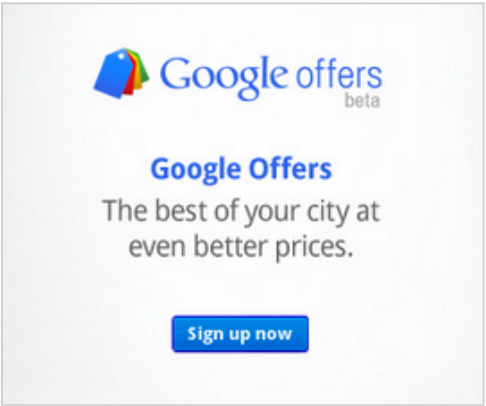 Google offers
beta
Google Offers
The best of your city at
even better prices.
Sign up now